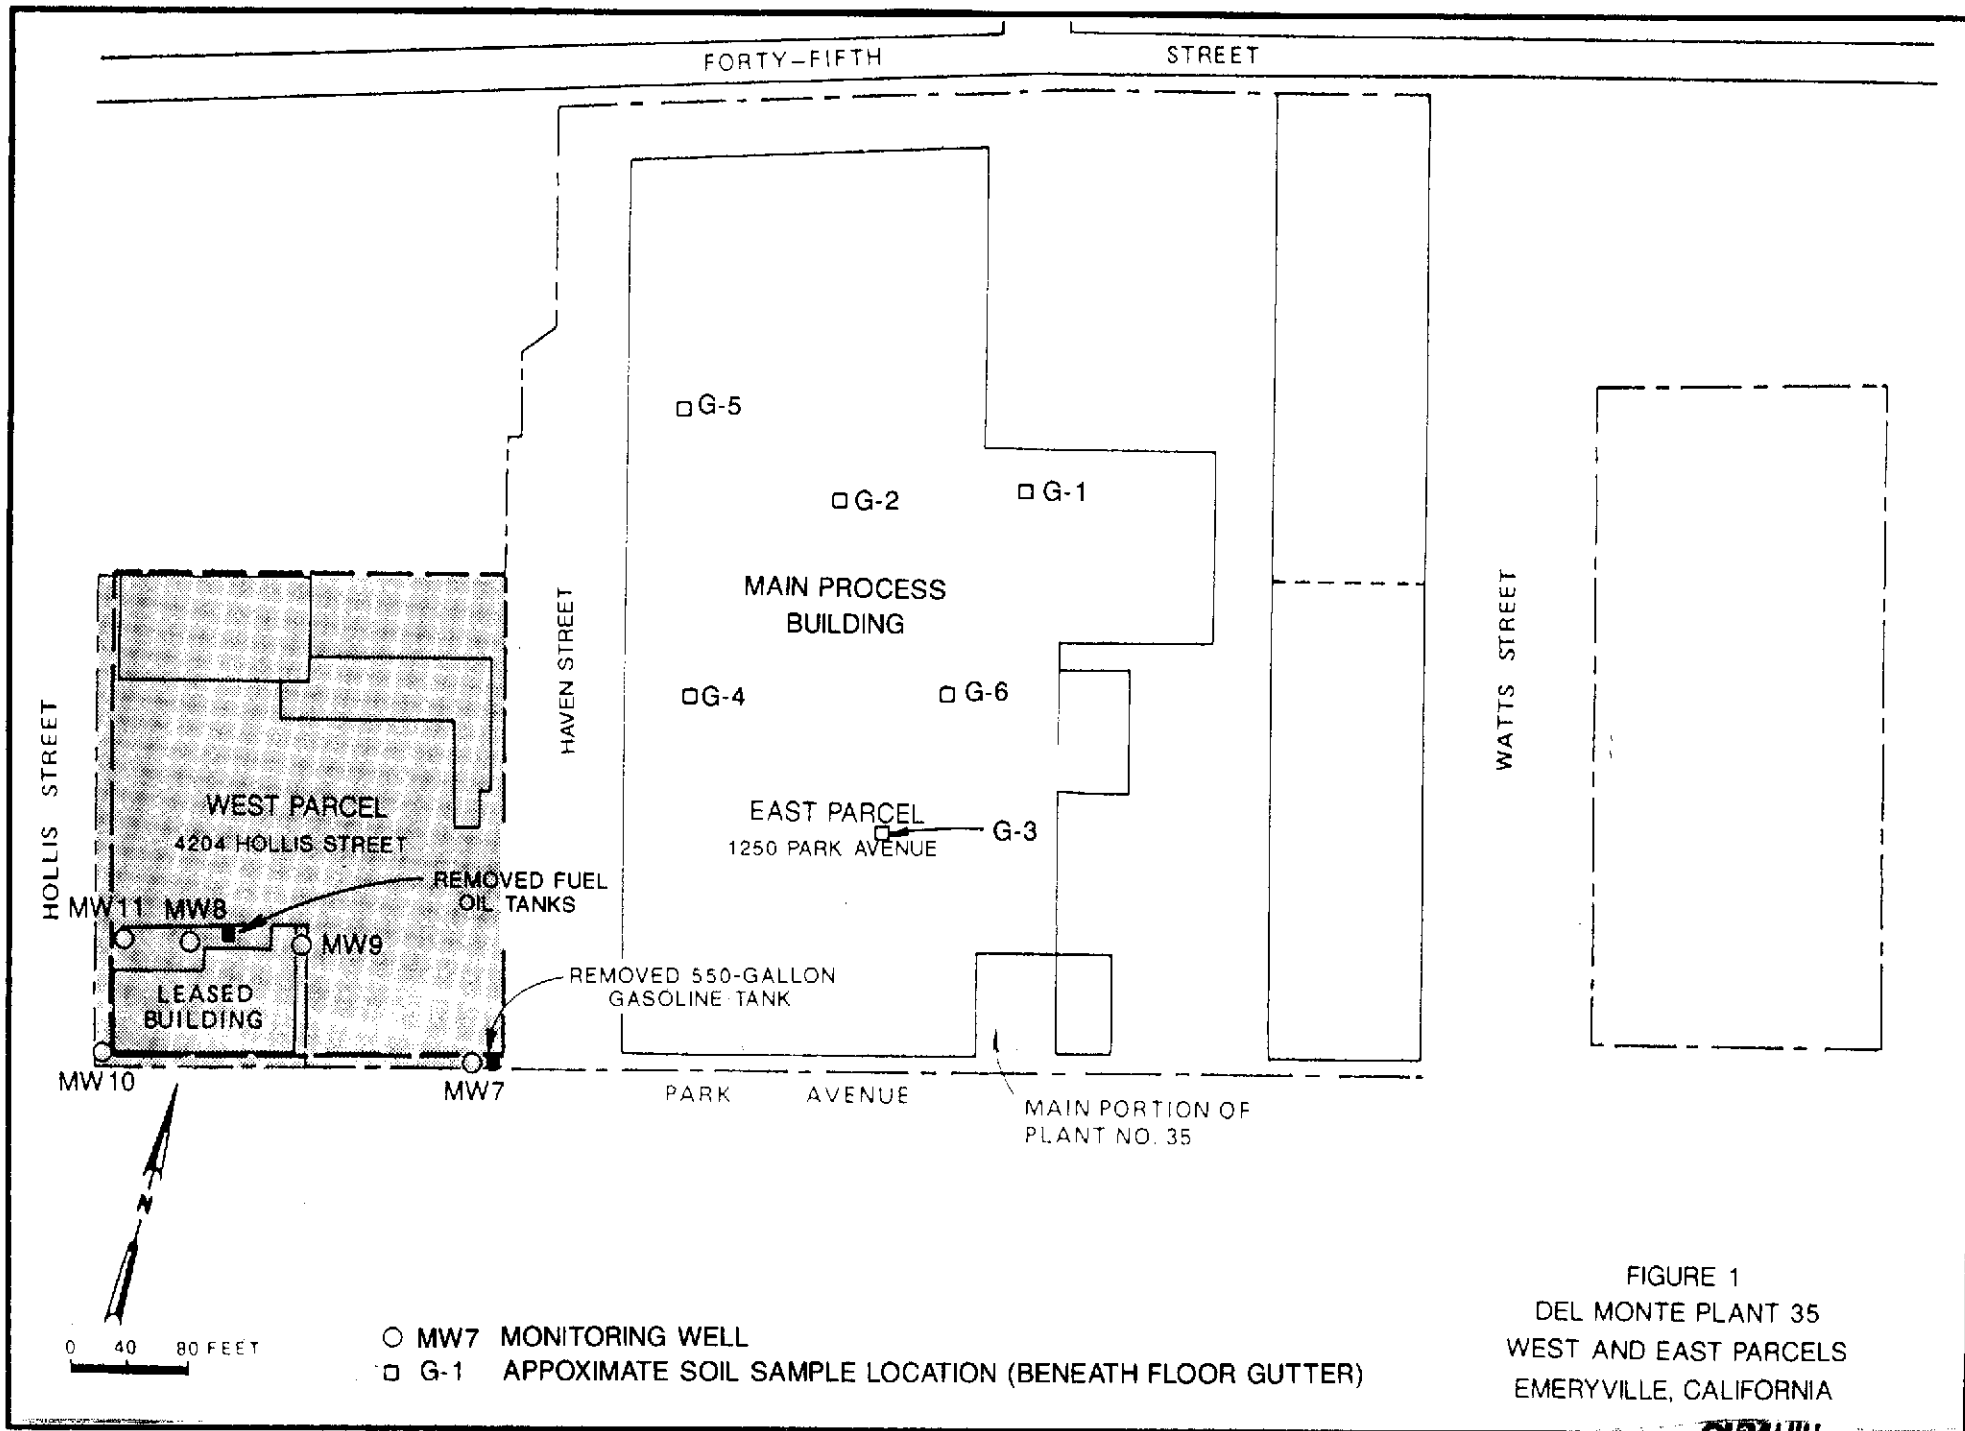 FORTY-FIFTH STREET
G-5
G-2
G-1
MAIN PROCESS
BUILDING
HAVEN STREET
WATTS STREET
HOLLIS STREET
G-4
G-6
WEST PARCEL
4204 HOLLIS STREET
EAST PARCEL
1250 PARK AVENUE
G-3
REMOVED FUEL
OIL TANKS
MW11 MW8
MW9
REMOVED 550-GALLON
GASOLINE TANK
LEASED
BUILDING
MW10
MW7
PARK AVENUE
MAIN PORTION OF
PLANT NO. 35
N
0 40 80 FEET
MW7 MONITORING WELL
G-1 APPOXIMATE SOIL SAMPLE LOCATION (BENEATH FLOOR GUTTER)
FIGURE 1
DEL MONTE PLANT 35
WEST AND EAST PARCELS
EMERYVILLE, CALIFORNIA